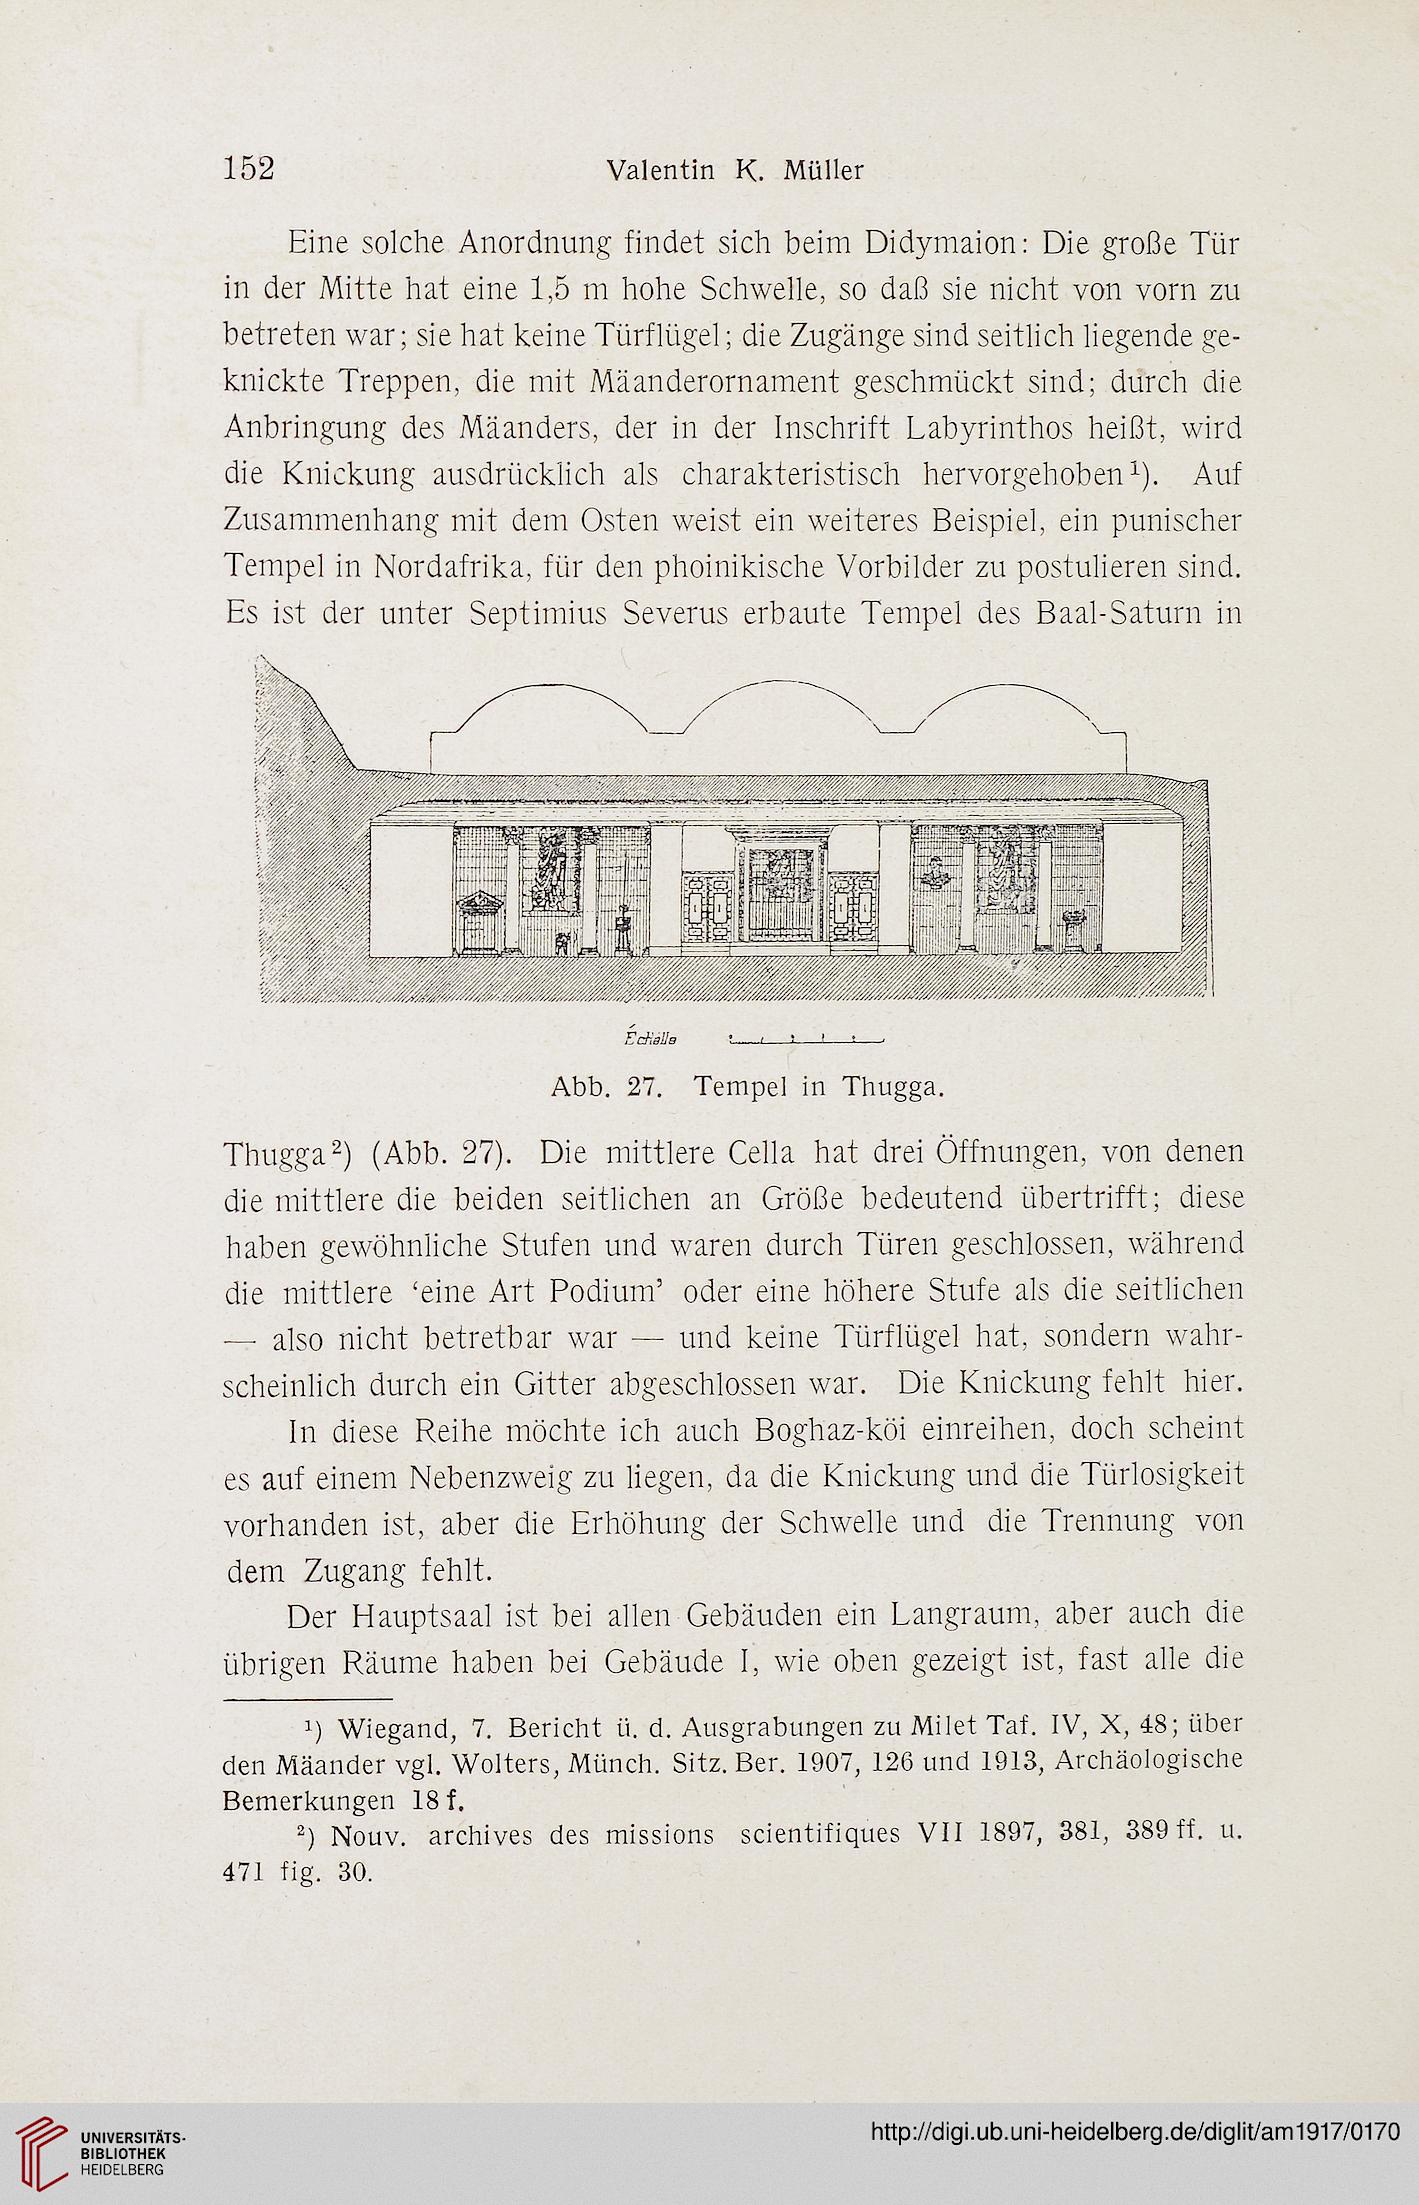 152
Valentin K. Müller
Eine solche Anordnung findet sich beim Didymaion: Die große Tür
in der Mitte hat eine 1,5 m hohe Schwelle, so daß sie nicht von vorn zu
betreten war; sie hat keine Türflügel; die Zugänge sind seitlich liegende ge-
knickte Treppen, die mit Mäanderornament geschmückt sind; durch die
Anbringung des Mäanders, der in der Inschrift Labyrinthos heißt, wird
die Knickung ausdrücklich als charakteristisch hervorgehoben¹). Auf
Zusammenhang mit dem Osten weist ein weiteres Beispiel, ein punischer
Tempel in Nordafrika, für den phoinikische Vorbilder zu postulieren sind.
Es ist der unter Septimius Severus erbaute Tempel des Baal-Saturn in
Échelle
Abb. 27. Tempel in Thugga.
Thugga²) (Abb. 27). Die mittlere Cella hat drei Öffnungen, von denen
die mittlere die beiden seitlichen an Größe bedeutend übertrifft; diese
haben gewöhnliche Stufen und waren durch Türen geschlossen, während
die mittlere ‘eine Art Podium’ oder eine höhere Stufe als die seitlichen
— also nicht betretbar war — und keine Türflügel hat, sondern wahr-
scheinlich durch ein Gitter abgeschlossen war. Die Knickung fehlt hier.
In diese Reihe möchte ich auch Boghaz-köi einreihen, doch scheint
es auf einem Nebenzweig zu liegen, da die Knickung und die Türlosigkeit
vorhanden ist, aber die Erhöhung der Schwelle und die Trennung von
dem Zugang fehlt.
Der Hauptsaal ist bei allen Gebäuden ein Langraum, aber auch die
übrigen Räume haben bei Gebäude I, wie oben gezeigt ist, fast alle die
¹) Wiegand, 7. Bericht ü. d. Ausgrabungen zu Milet Taf. IV, X, 48; über
den Mäander vgl. Wolters, Münch. Sitz. Ber. 1907, 126 und 1913, Archäologische
Bemerkungen 18 f.
²) Nouv. archives des missions scientifiques VII 1897, 381, 389 ff. u.
471 fig. 30.
UNIVERSITÄTS-
BIBLIOTHEK
HEIDELBERG
http://digi.ub.uni-heidelberg.de/diglit/am1917/0170